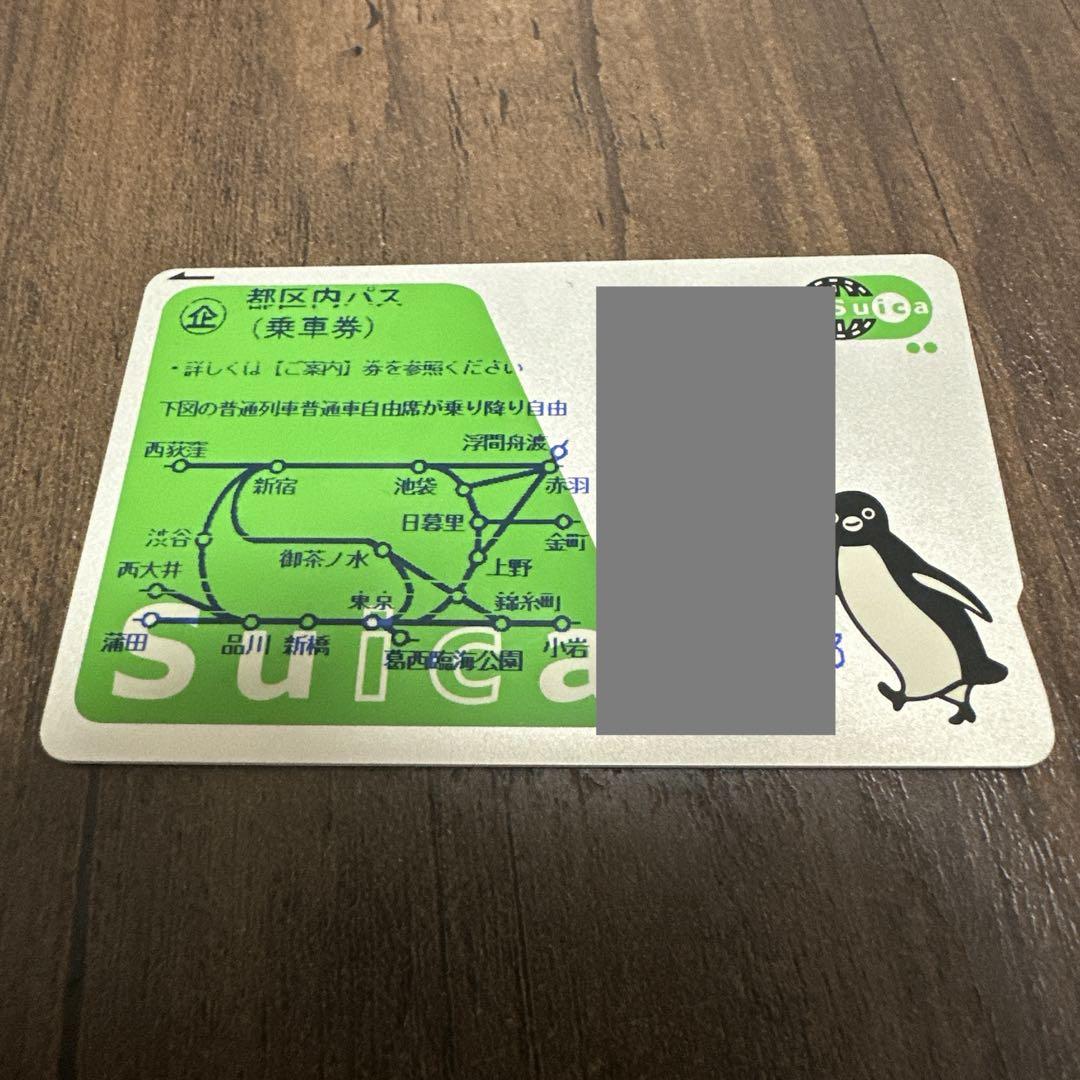 都区内パス
企
(乗車券)
Suica
・詳しくは【ご案内】券を参照ください
下図の普通列車普通車自由席が乗り降り自由
浮間舟渡
西荻窪
新宿
池袋
赤羽
渋谷
日暮里
金町
御茶ノ水
上野
西大井
東京
錦糸町
蒲田
品川
新橋
葛西臨海公園
小岩
Suica